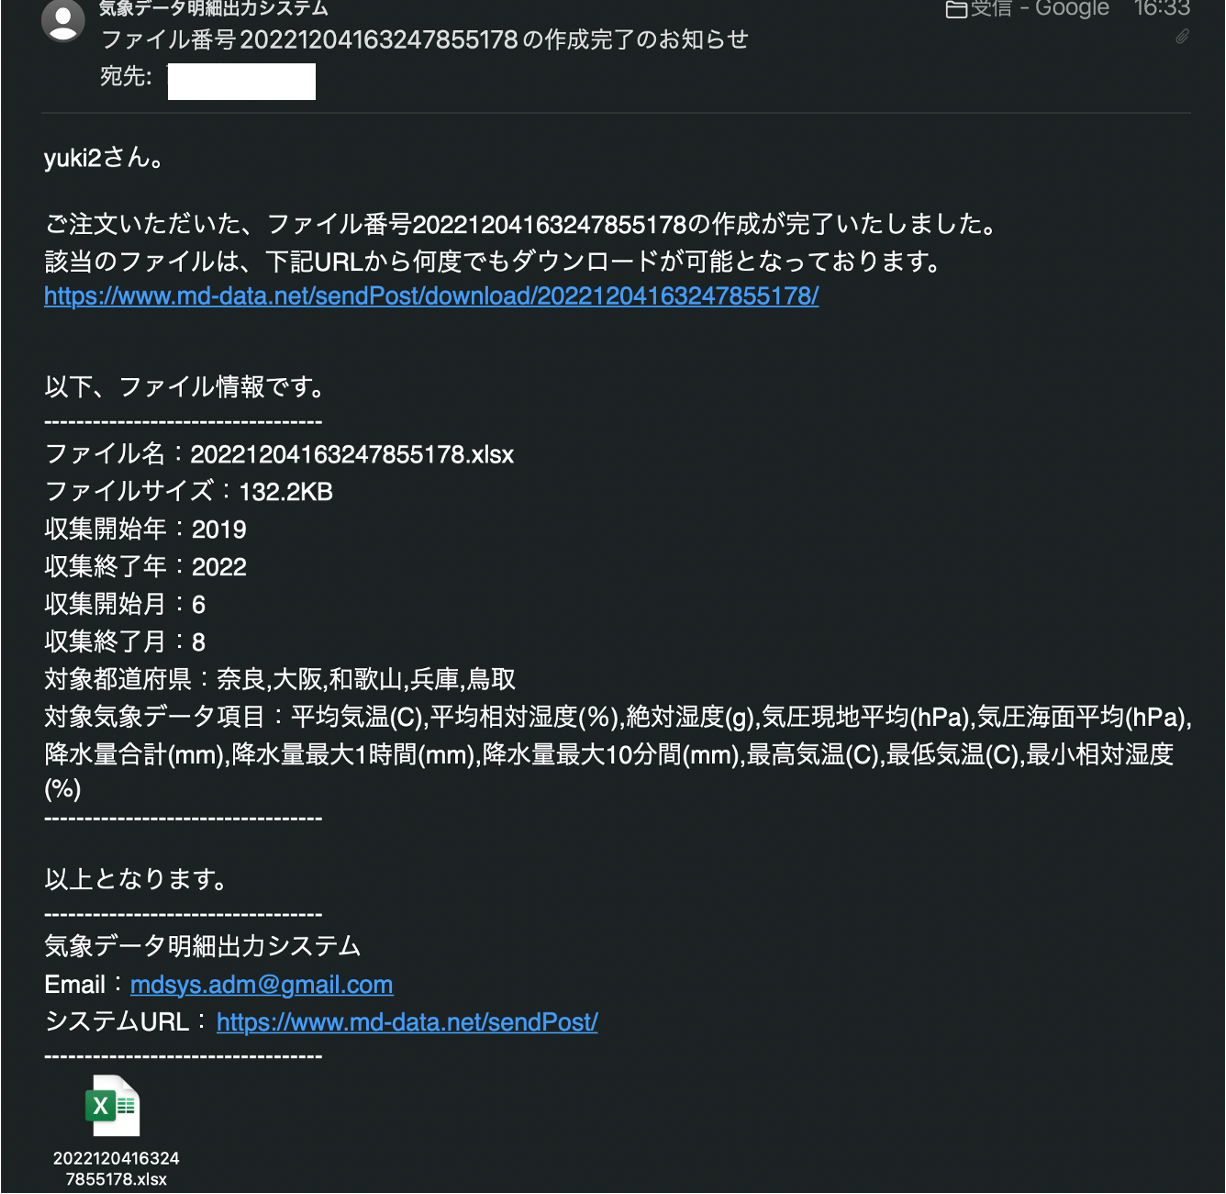 気象データ明細出力システム
受信 - Google 16:33
ファイル番号20221204163247855178の作成完了のお知らせ
宛先:
yuki2さん。
ご注文いただいた、ファイル番号20221204163247855178の作成が完了いたしました。
該当のファイルは、下記URLから何度でもダウンロードが可能となっております。
https://www.md-data.net/sendPost/download/20221204163247855178/
以下、ファイル情報です。
----------------------------------
ファイル名：20221204163247855178.xlsx
ファイルサイズ：132.2KB
収集開始年：2019
収集終了年：2022
収集開始月：6
収集終了月：8
対象都道府県：奈良,大阪,和歌山,兵庫,鳥取
対象気象データ項目：平均気温(C),平均相対湿度(％),絶対湿度(g),気圧現地平均(hPa),気圧海面平均(hPa),
降水量合計(mm),降水量最大1時間(mm),降水量最大10分間(mm),最高気温(C),最低気温(C),最小相対湿度
(%)
----------------------------------
以上となります。
----------------------------------
気象データ明細出力システム
Email：mdsys.adm@gmail.com
システムURL： https://www.md-data.net/sendPost/
----------------------------------
X
2022120416324
7855178.xlsx